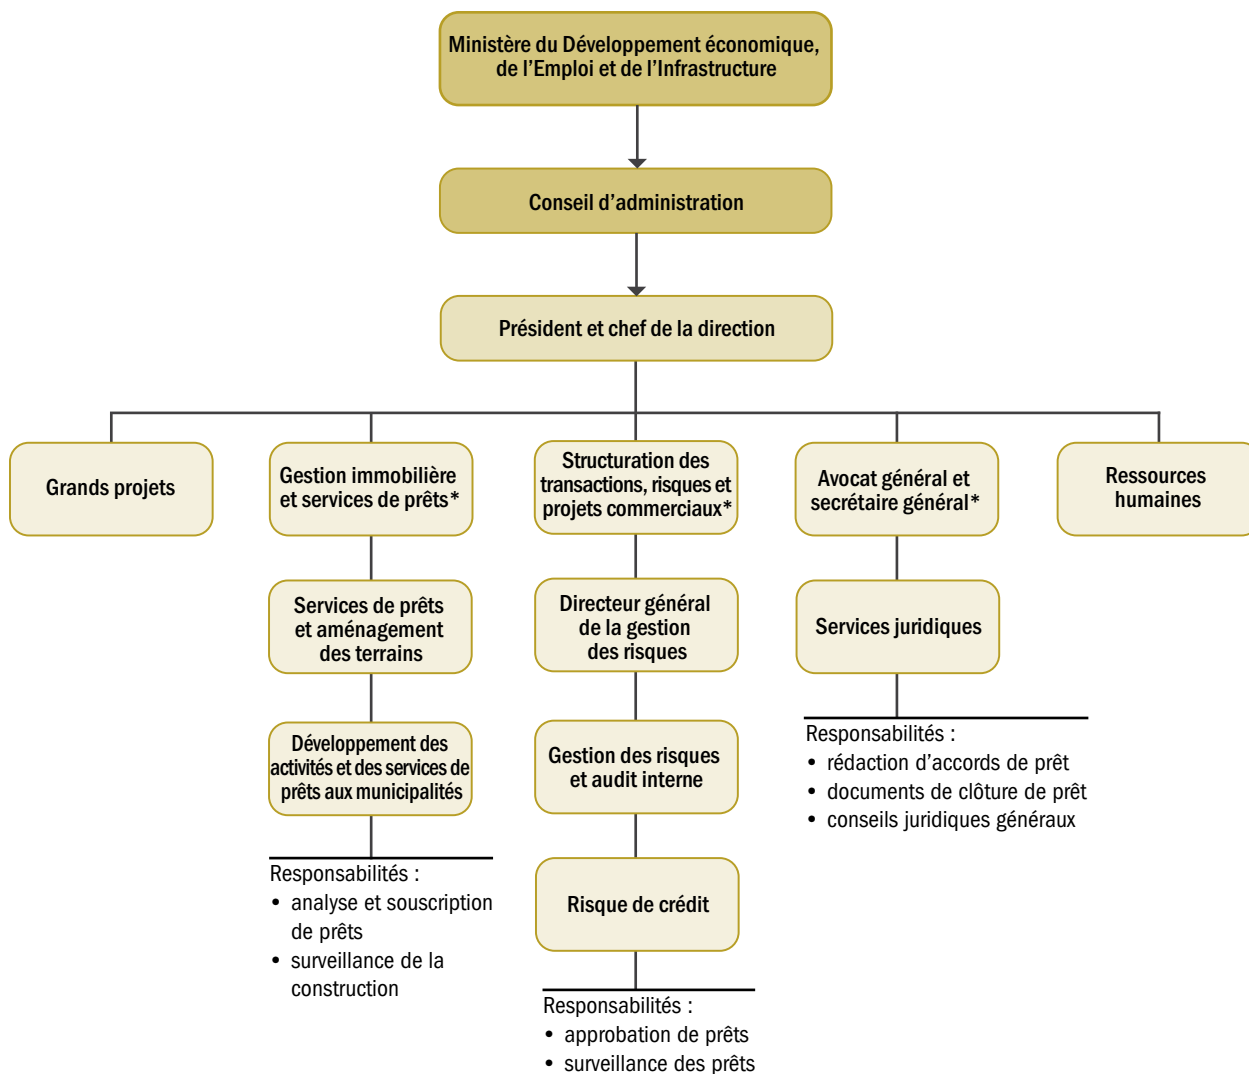 Ministère du Développement économique,
de l’Emploi et de l’Infrastructure
Conseil d’administration
Président et chef de la direction
Grands projets
Gestion immobilière
et services de prêts*
Structuration des
transactions, risques et
projets commerciaux*
Avocat général et
secrétaire général*
Ressources
humaines
Services de prêts
et aménagement
des terrains
Directeur général
de la gestion
des risques
Services juridiques
Développement des
activités et des services de
prêts aux municipalités
Gestion des risques
et audit interne
Responsabilités :
• rédaction d’accords de prêt
• documents de clôture de prêt
• conseils juridiques généraux
Responsabilités :
• analyse et souscription
de prêts
• surveillance de la
construction
Risque de crédit
Responsabilités :
• approbation de prêts
• surveillance des prêts